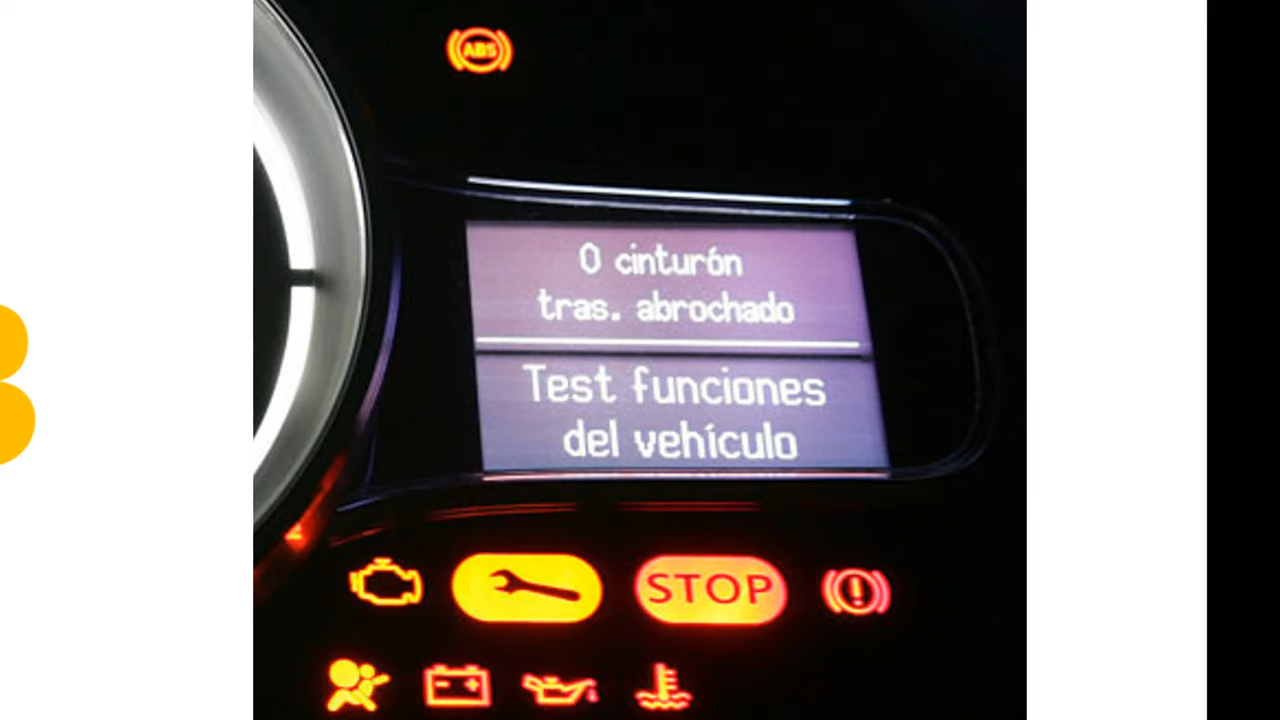 ABS
0 cinturón
tras. abrochado
Test funciones
del vehículo
STOP